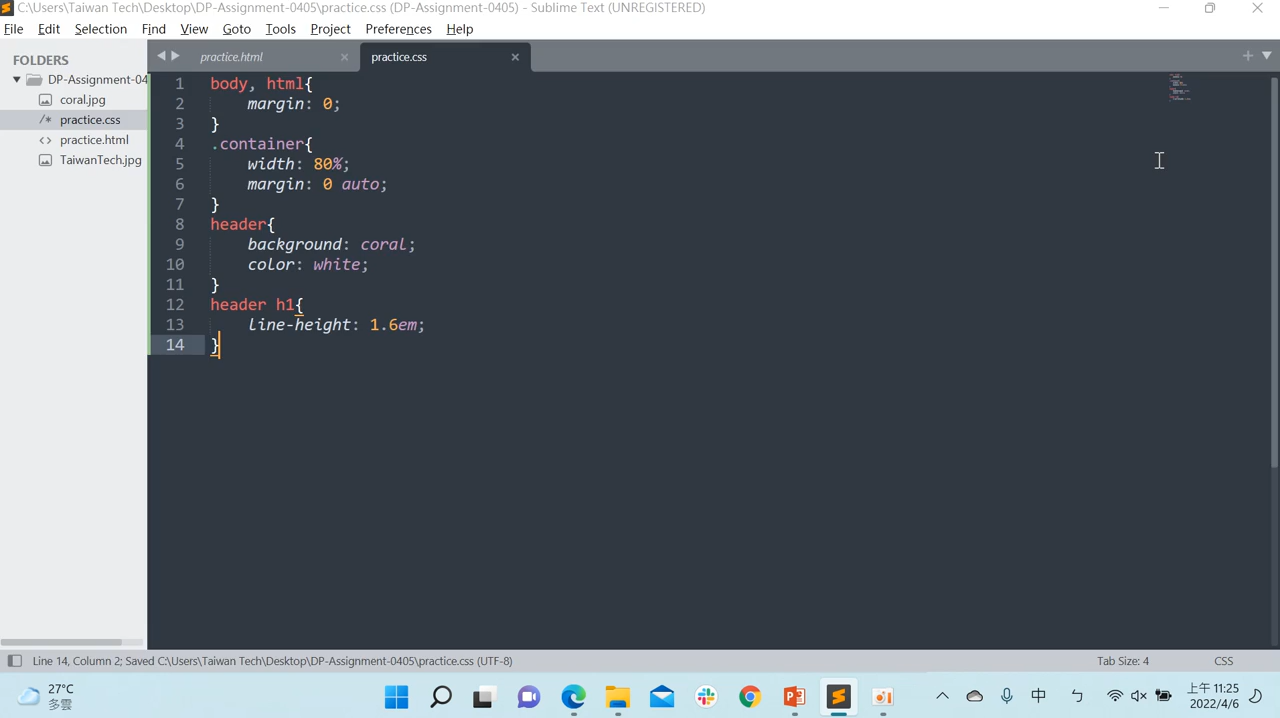 C:\Users\Taiwan Tech\Desktop\DP-Assignment-0405\practice.css (DP-Assignment-0405) - Sublime Text (UNREGISTERED)
File Edit Selection Find View Goto Tools Project Preferences Help
FOLDERS
DP-Assignment-04
coral.jpg
/* practice.css
<> practice.html
TaiwanTech.jpg
practice.html
practice.css
1 body, html{
2 margin: 0;
3 }
4 .container{
5 width: 80%;
6 margin: 0 auto;
7 }
8 header{
9 background: coral;
10 color: white;
11 }
12 header h1{
13 line-height: 1.6em;
14 }
Line 14, Column 2; Saved C:\Users\Taiwan Tech\Desktop\DP-Assignment-0405\practice.css (UTF-8)
Tab Size: 4
CSS
27°C
多雲
中
ㄅ
上午 11:25
2022/4/6